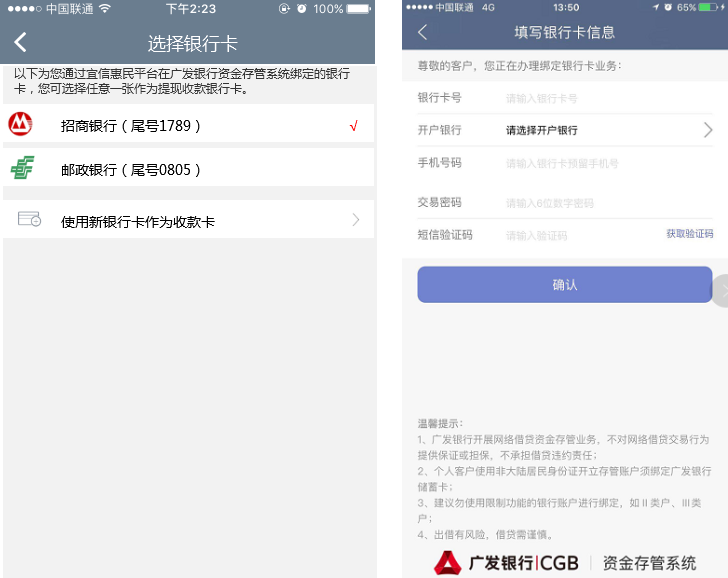 中国联通
下午2:23
100%
选择银行卡
以下为您通过宜信惠民平台在广发银行资金存管系统绑定的银行
卡，您可选择任意一张作为提现收款银行卡。
招商银行（尾号1789）
√
邮政银行（尾号0805）
使用新银行卡作为收款卡
中国联通 4G
13:50
65%
填写银行卡信息
尊敬的客户，您正在办理绑定银行卡业务：
银行卡号 请输入银行卡号
开户银行 请选择开户银行
手机号码 请输入银行卡预留手机号
交易密码 请输入6位数字密码
短信验证码 请输入验证码 获取验证码
确认
温馨提示：
1、广发银行开展网络借贷资金存管业务，不对网络借贷交易行为
提供保证或担保，不承担借贷违约责任；
2、个人客户使用非大陆居民身份证开立存管账户须绑定广发银行
储蓄卡；
3、建议勿使用限制功能的银行账户进行绑定，如Ⅱ类户、Ⅲ类
户；
4、出借有风险，借贷需谨慎。
广发银行|CGB 资金存管系统